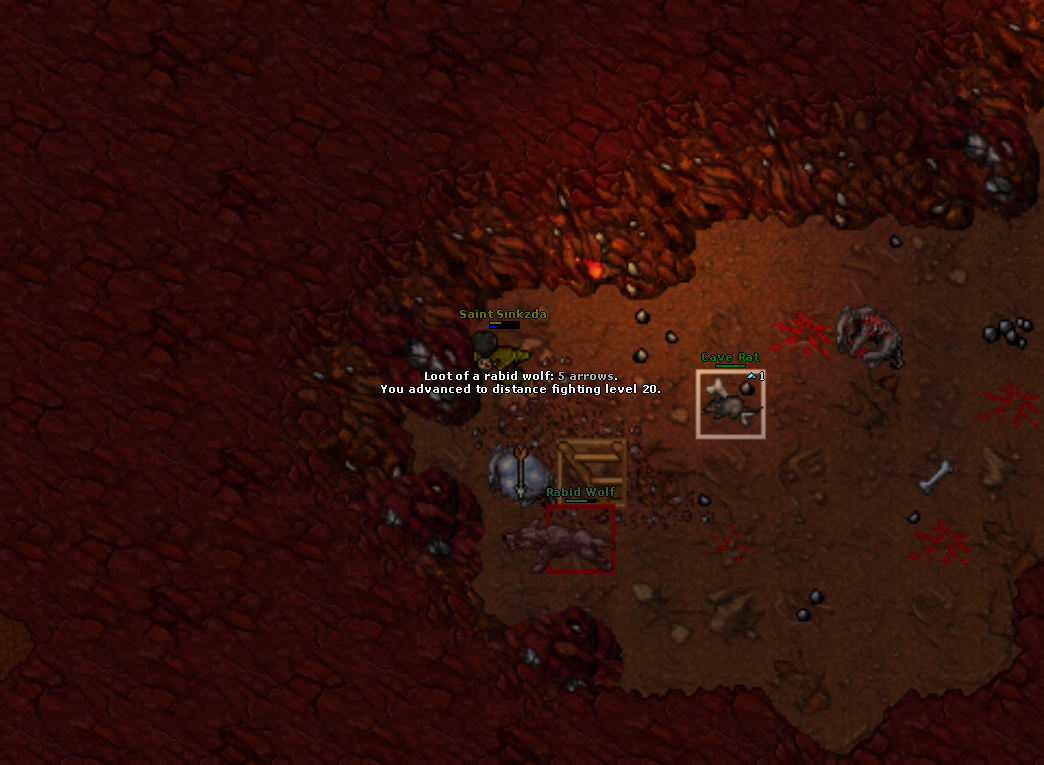 Saint Sinkzda
Cave Rat
1
Loot of a rabid wolf: 5 arrows.
You advanced to distance fighting level 20.
Rabid Wolf